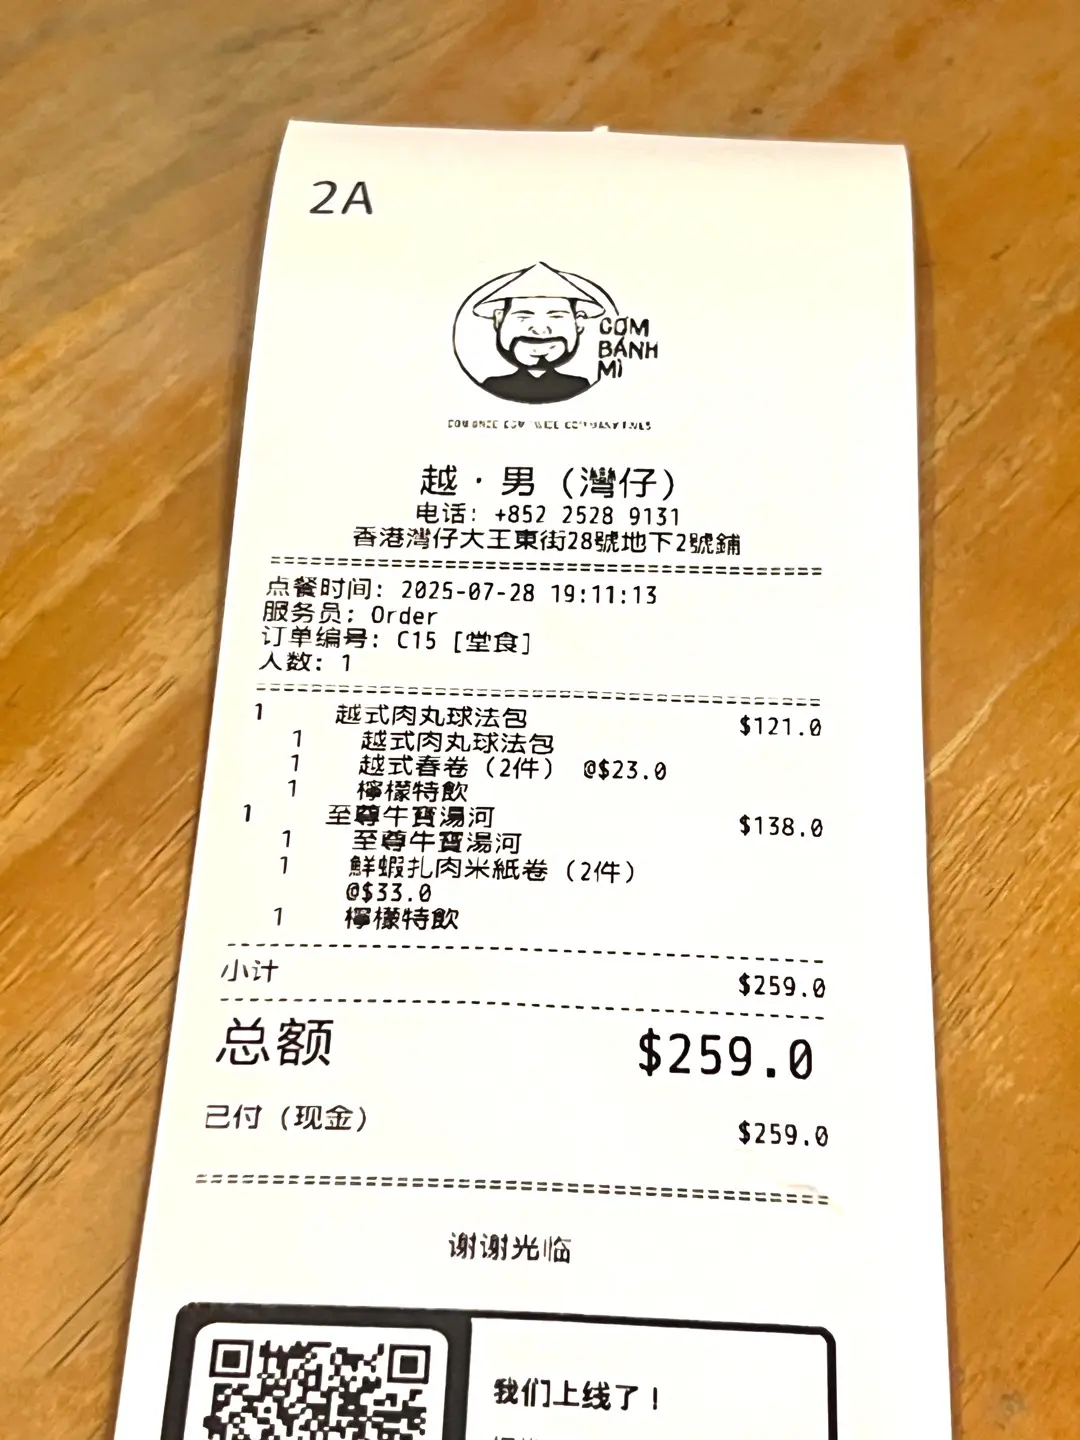 2A
CƠM
BÁNH
MÌ
越·男（灣仔）
电话: +852 2528 9131
香港灣仔大王東街28號地下2號鋪
点餐时间: 2025-07-28 19:11:13
服务员: Order
订单编号: C15 [堂食]
人数: 1
1 越式肉丸球法包 $121.0
1 越式肉丸球法包
1 越式春卷（2件） @$23.0
1 檸檬特飲
1 至尊牛寶湯河 $138.0
1 至尊牛寶湯河
1 鮮蝦扎肉米紙卷（2件）
@$33.0
1 檸檬特飲
小计 $259.0
总额 $259.0
已付（现金） $259.0
谢谢光临
我们上线了！